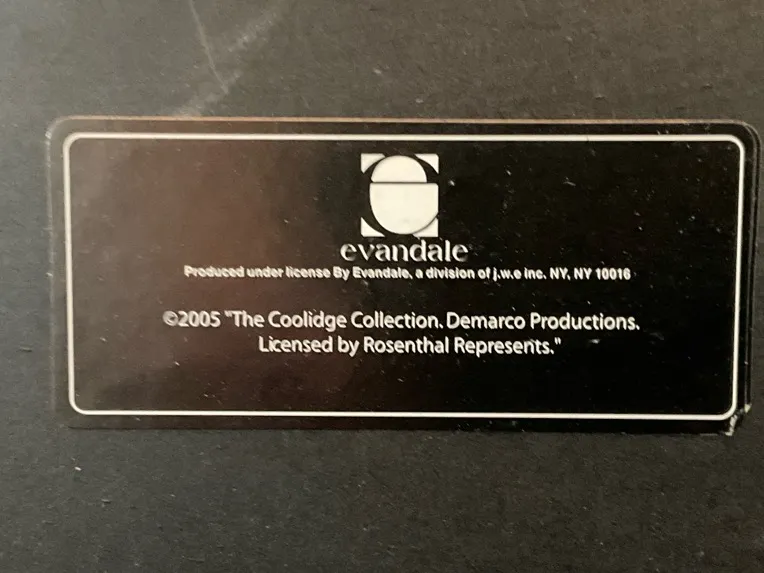 evandale
Produced under license By Evandale, a division of j.w.e Inc. NY, NY 10016
©2005 "The Coolidge Collection. Demarco Productions.
Licensed by Rosenthal Represents."